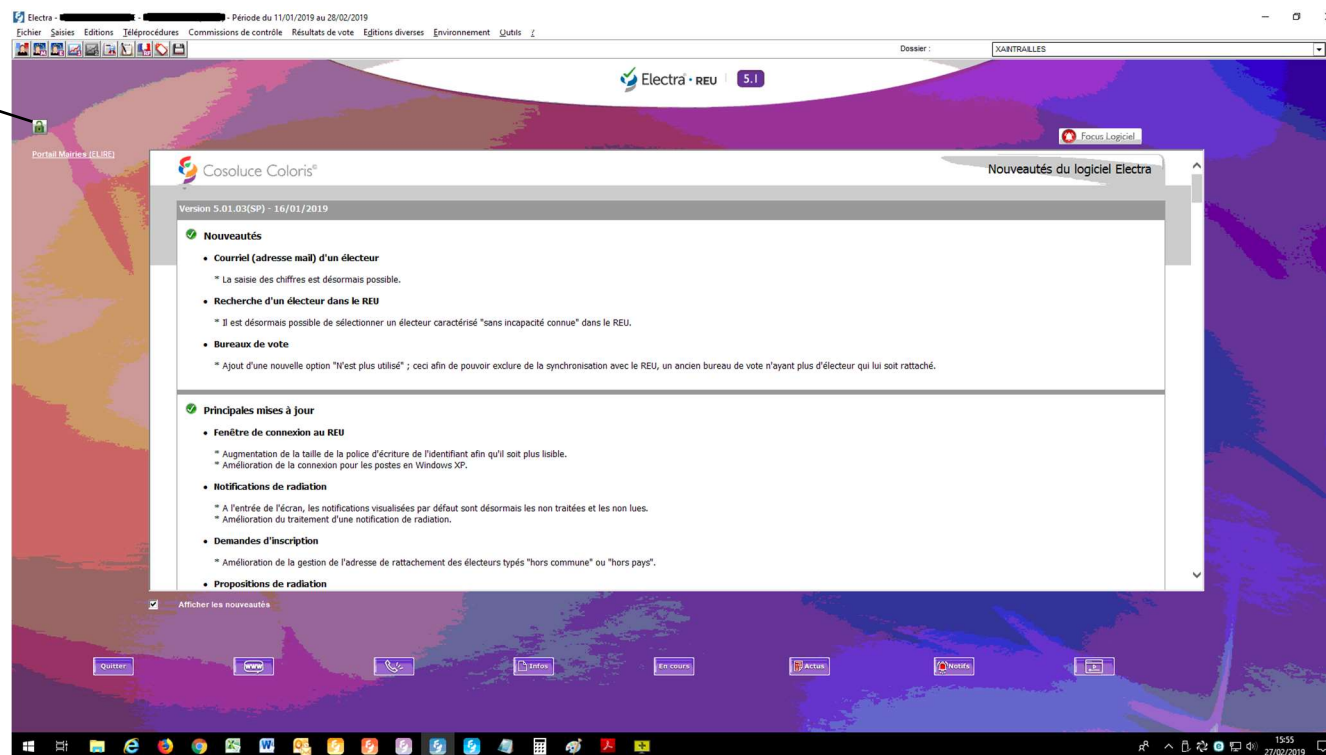 Electra - - - Période du 11/01/2019 au 28/02/2019
Fichier Saisies Editions Téléprocédures Commissions de contrôle Résultats de vote Editions diverses Environnement Outils ?
Dossier : XAINTRAILLES
Electra · REU 5.1
Focus Logiciel
Portail Mairies (ELIRE)
Cosoluce Coloris®
Nouveautés du logiciel Electra
Version 5.01.03(SP) - 16/01/2019
Nouveautés
• Courriel (adresse mail) d'un électeur
* La saisie des chiffres est désormais possible.
• Recherche d'un électeur dans le REU
* Il est désormais possible de sélectionner un électeur caractérisé "sans incapacité connue" dans le REU.
• Bureaux de vote
* Ajout d'une nouvelle option "N'est plus utilisé" ; ceci afin de pouvoir exclure de la synchronisation avec le REU, un ancien bureau de vote n'ayant plus d'électeur qui lui soit rattaché.
Principales mises à jour
• Fenêtre de connexion au REU
* Augmentation de la taille de la police d'écriture de l'identifiant afin qu'il soit plus lisible.
* Amélioration de la connexion pour les postes en Windows XP.
• Notifications de radiation
* A l'entrée de l'écran, les notifications visualisées par défaut sont désormais les non traitées et les non lues.
* Amélioration du traitement d'une notification de radiation.
• Demandes d'inscription
* Amélioration de la gestion de l'adresse de rattachement des électeurs typés "hors commune" ou "hors pays".
• Propositions de radiation
Afficher les nouveautés
Quitter www Infos En cours Actus Notifs
15:55
27/02/2019